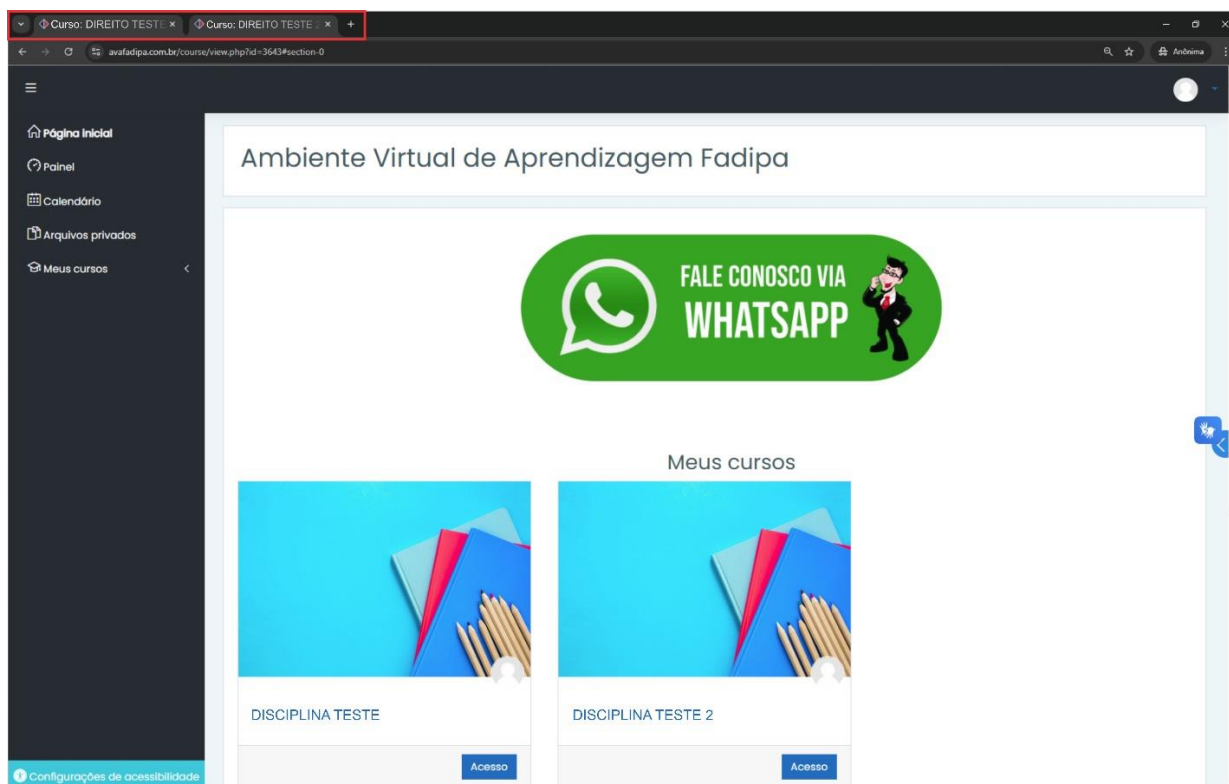 Curso: DIREITO TESTE
Curso: DIREITO TESTE 2
avafadipa.com.br/course/view.php?id=3643#section-0
Anônima
Página inicial
Painel
Calendário
Arquivos privados
Meus cursos
Ambiente Virtual de Aprendizagem Fadipa
FALE CONOSCO VIA
WHATSAPP
Meus cursos
DISCIPLINA TESTE
DISCIPLINA TESTE 2
Acesso
Acesso
Configurações de acessibilidade